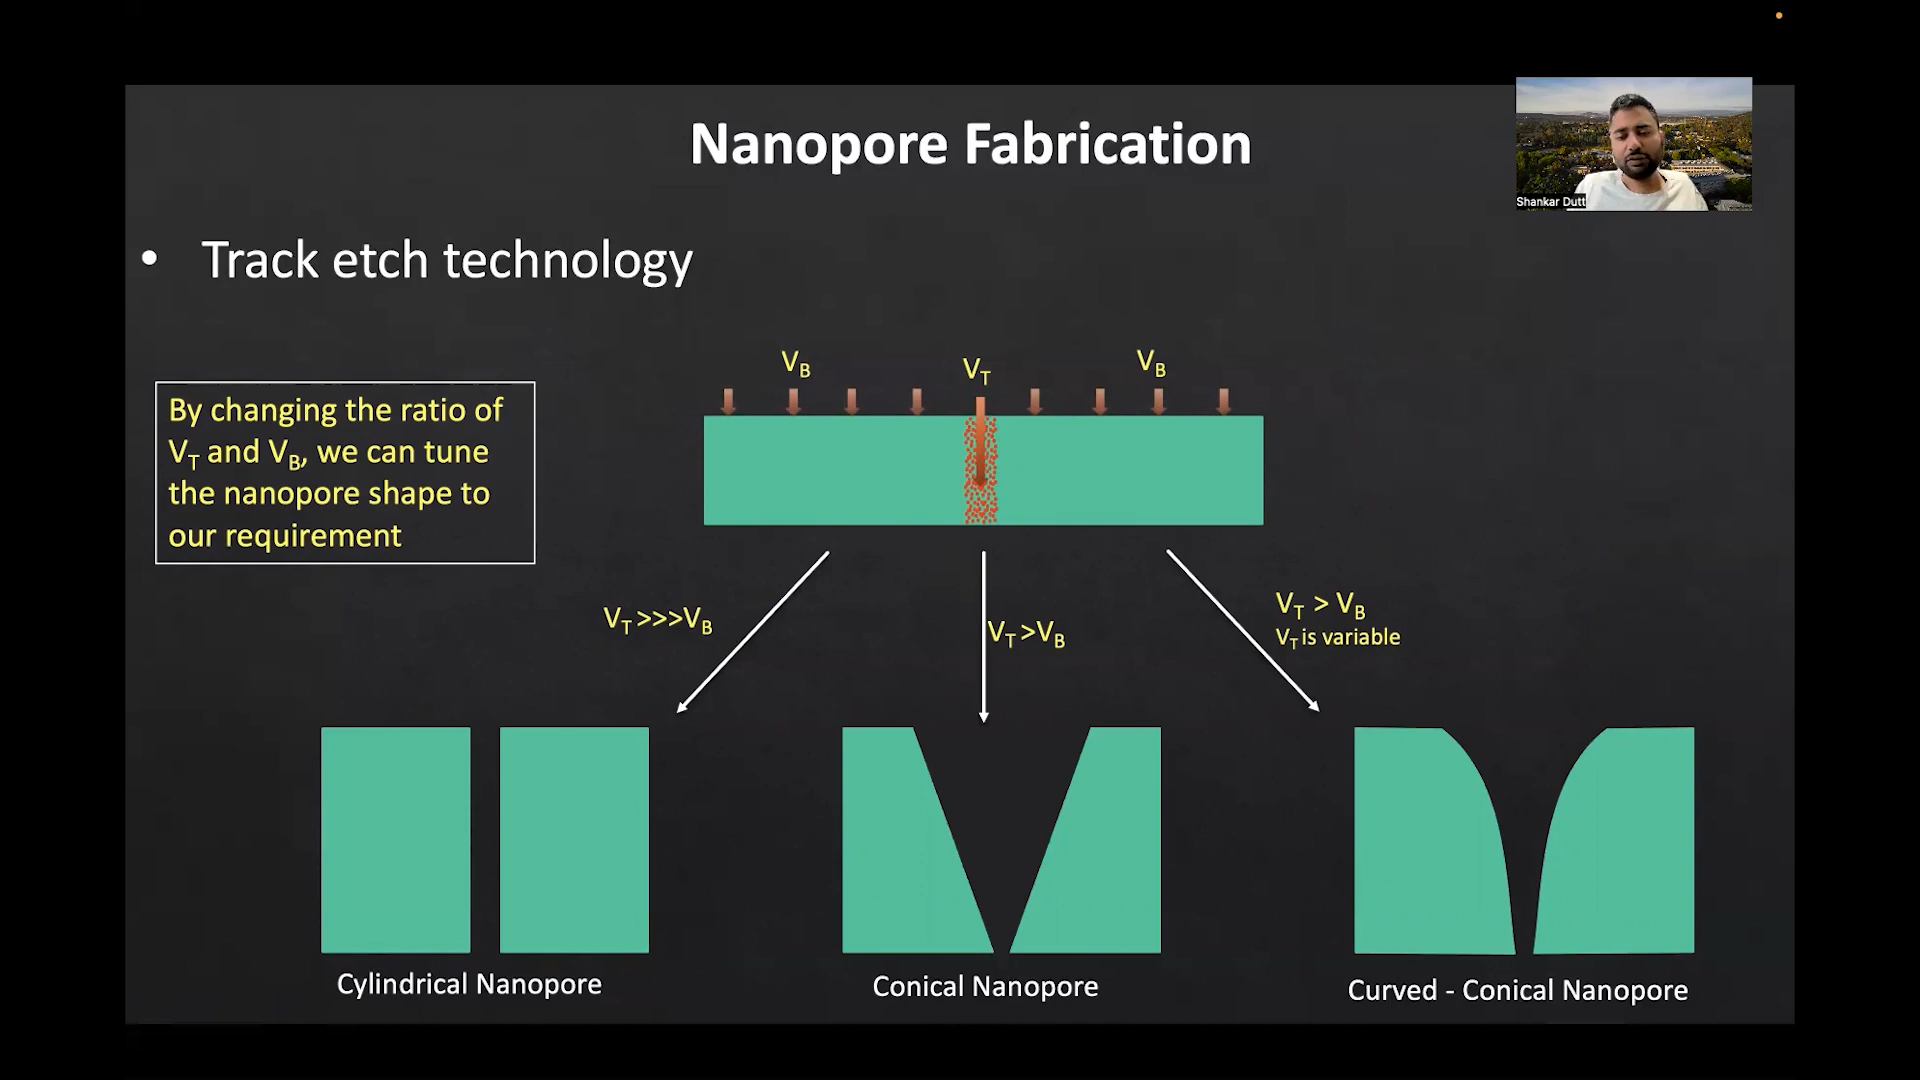 Nanopore Fabrication
Shankar Dutt
• Track etch technology
V_B
V_T
V_B
By changing the ratio of
V_T and V_B, we can tune
the nanopore shape to
our requirement
V_T >>>V_B
V_T >V_B
V_T > V_B
V_T is variable
Cylindrical Nanopore
Conical Nanopore
Curved - Conical Nanopore